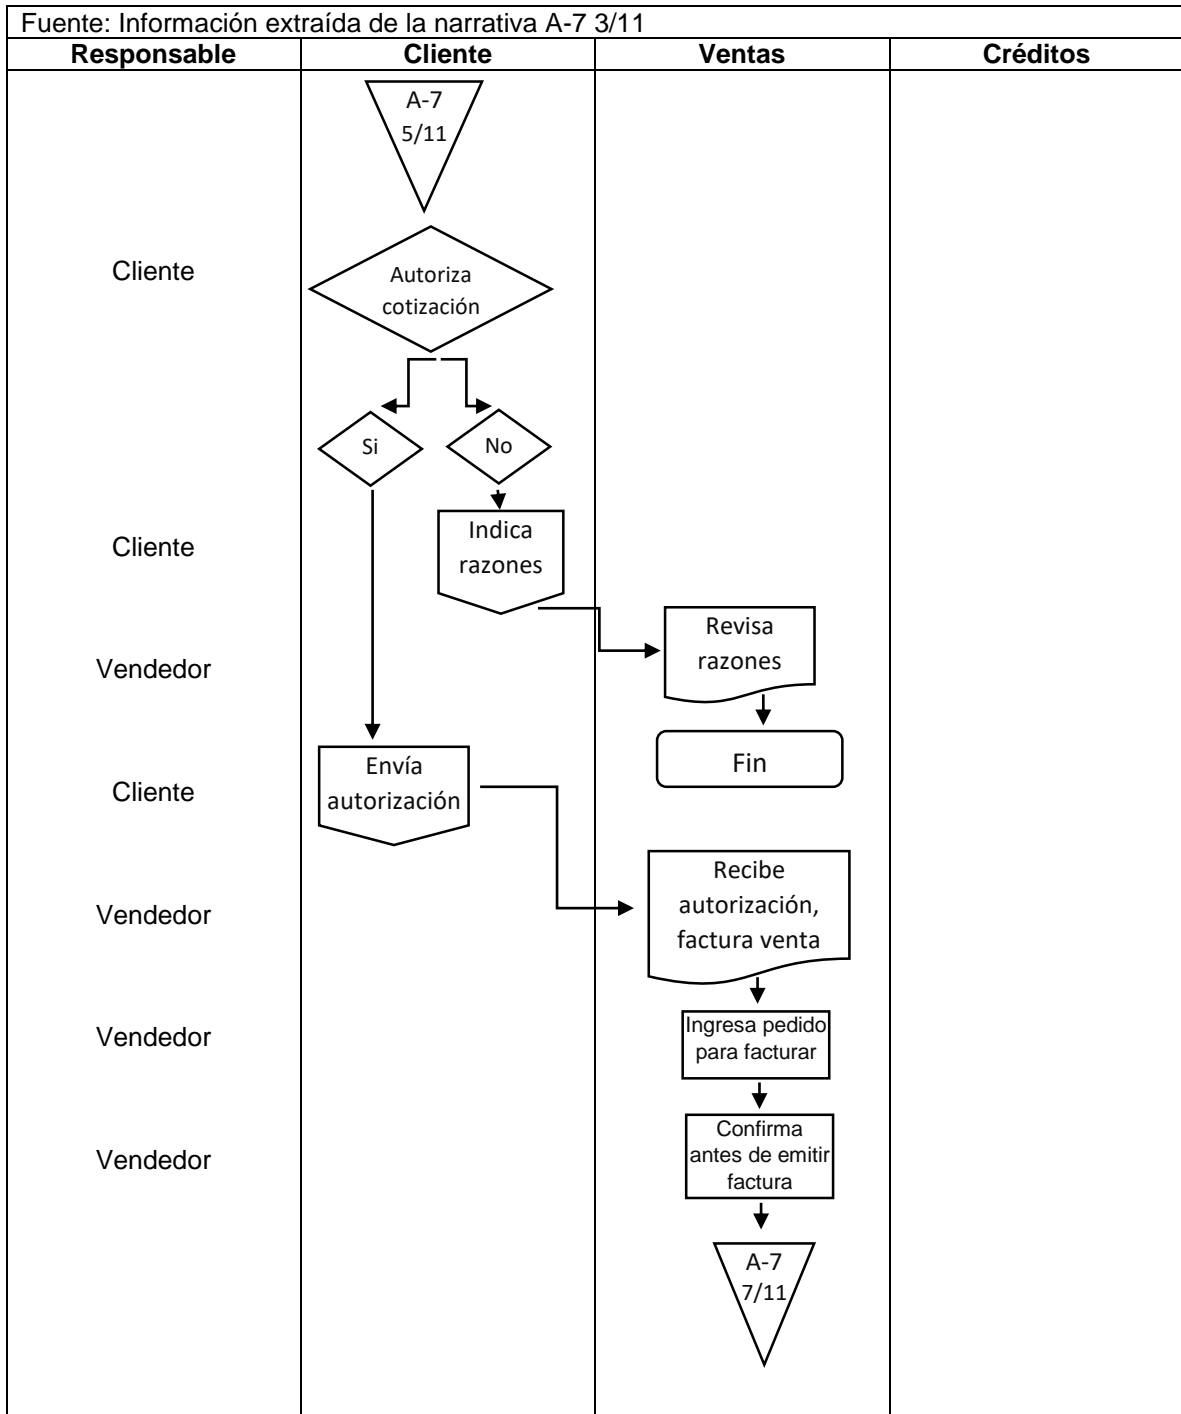 Fuente: Información extraída de la narrativa A-7 3/11
Responsable
Cliente
Ventas
Créditos
A-7
5/11
Cliente
Autoriza
cotización
Si
No
Cliente
Indica
razones
Vendedor
Revisa
razones
Fin
Cliente
Envía
autorización
Vendedor
Recibe
autorización,
factura venta
Vendedor
Ingresa pedido
para facturar
Vendedor
Confirma
antes de emitir
factura
A-7
7/11